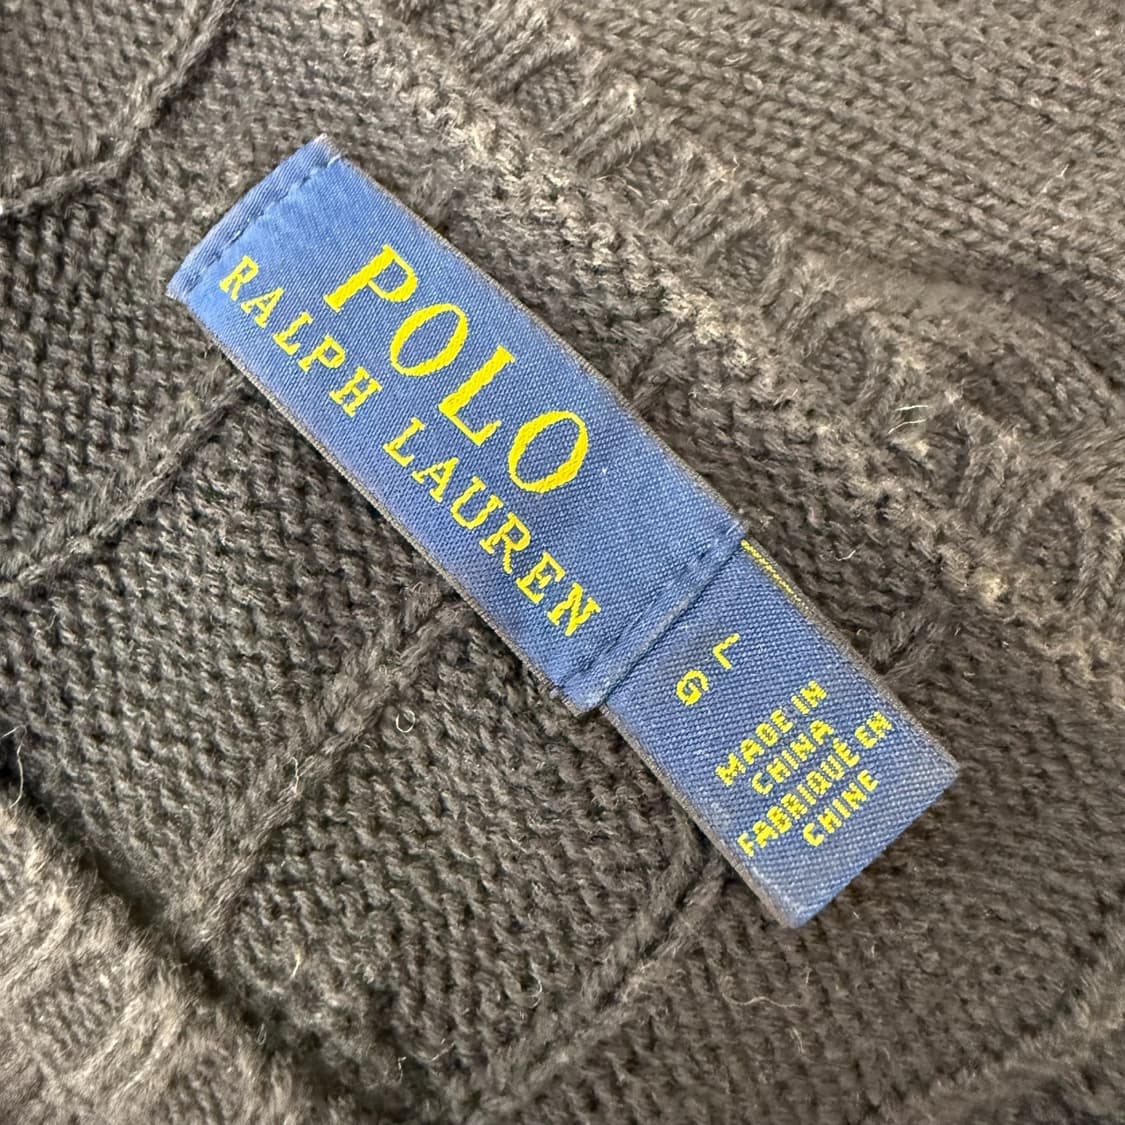 POLO
RALPH LAUREN
L
G
MADE IN
CHINA
FABRIQUÉ EN
CHINE